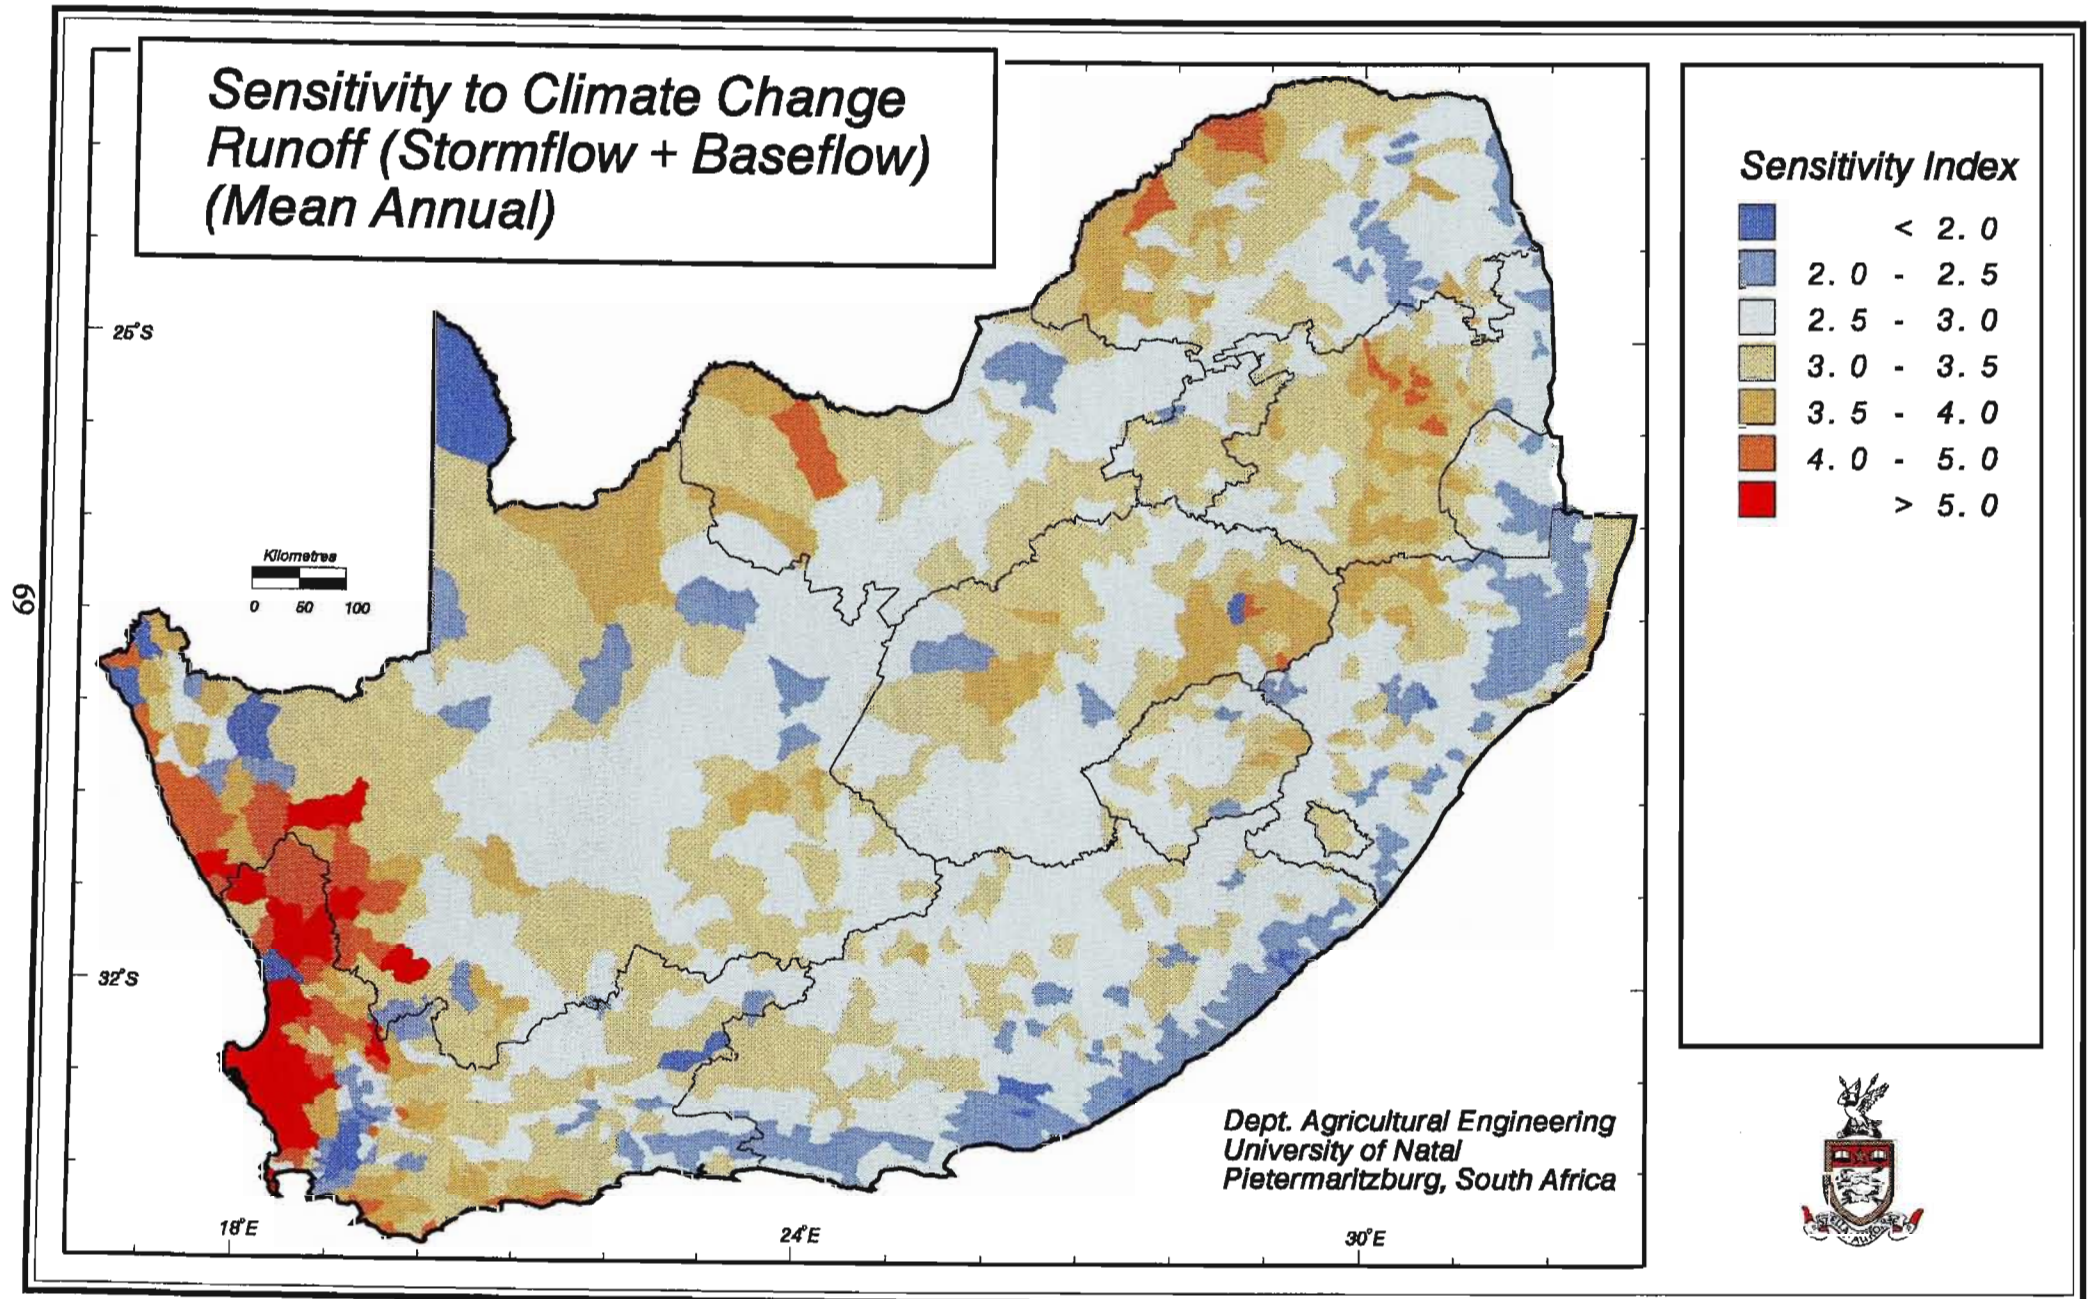 Sensitivity to Climate Change
Runoff (Stormflow + Baseflow)
(Mean Annual)
Sensitivity Index
< 2.0
2.0 - 2.5
2.5 - 3.0
3.0 - 3.5
3.5 - 4.0
4.0 - 5.0
> 5.0
25°S
Kilometres
0 50 100
69
32°S
Dept. Agricultural Engineering
University of Natal
Pietermaritzburg, South Africa
18°E
24°E
30°E